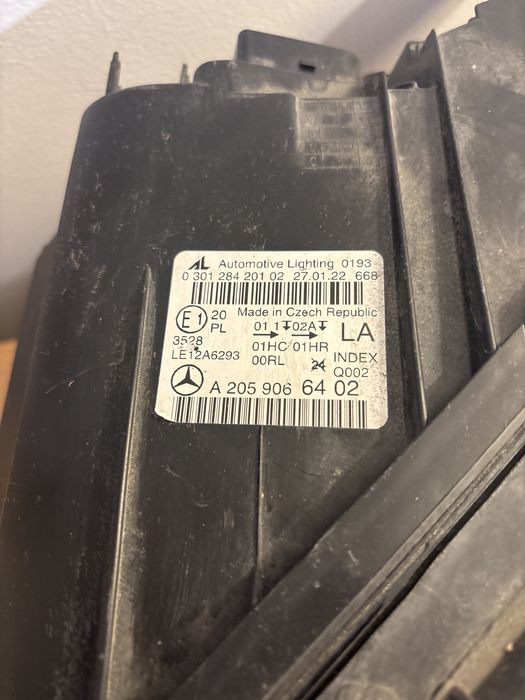 AL Automotive Lighting 0193
0 301 284 201 02 27.01.22 668
Made in Czech Republic
E1 20 PL
01 1 02A LA
3528
01HC/01HR
LE12A6293
00RL 24 INDEX
Q002
A 205 906 64 02